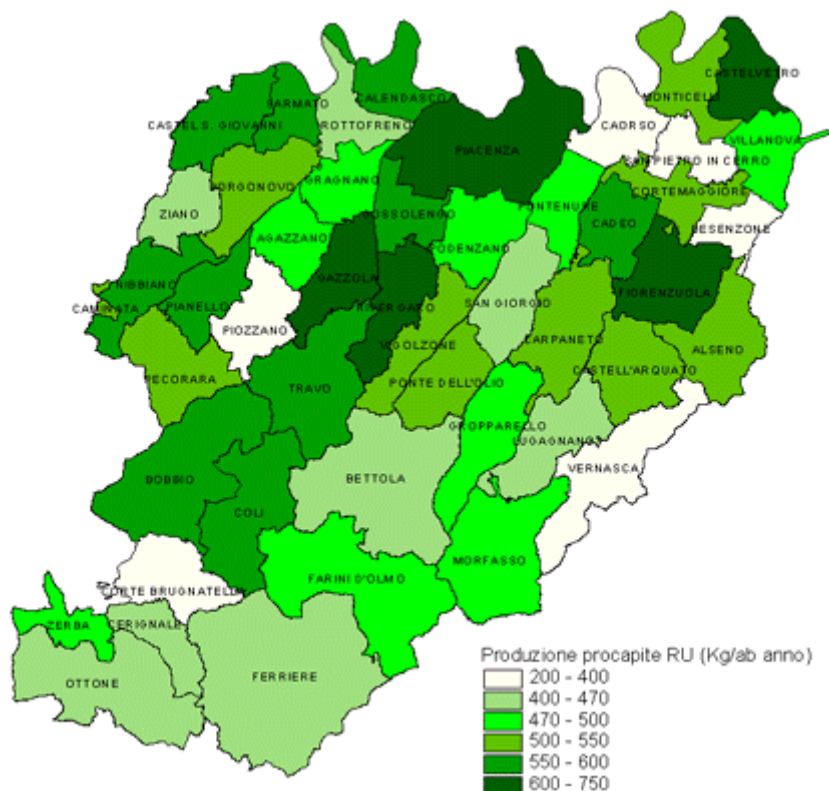 CASTELVETRO
MONTICELLI
CALENDASCO
SARMATO
CASTEL S. GIOVANNI
ROTTOFRENO
CAORSO
VILLANOVA
PIACENZA
SAN PIETRO IN CERRO
GRAGNANO
BORGONOVO
CORTEMAGGIORE
ZIANO
GOSSOLENGO
PONTENURE
CADEO
BESENZONE
AGAZZANO
PODENZANO
GAZZOLA
NIBBIANO
FIORENZUOLA
CAMINATA
PIANELLO
RIVERGARO
SAN GIORGIO
PIOZZANO
VIGOLZONE
CARPANETO
ALSENO
CASTELL'ARQUATO
PECORARA
TRAVO
PONTE DELL'OLIO
GROPPARELLO
LUGAGNANO
VERNASCA
BOBBIO
BETTOLA
COLI
MORFASSO
FARINI D'OLMO
CORTE BRUGNATELLA
ZERBA
CERIGNALE
OTTONE
FERRIERE
Produzione procapite RU (Kg/ab anno)
200 - 400
400 - 470
470 - 500
500 - 550
550 - 600
600 - 750